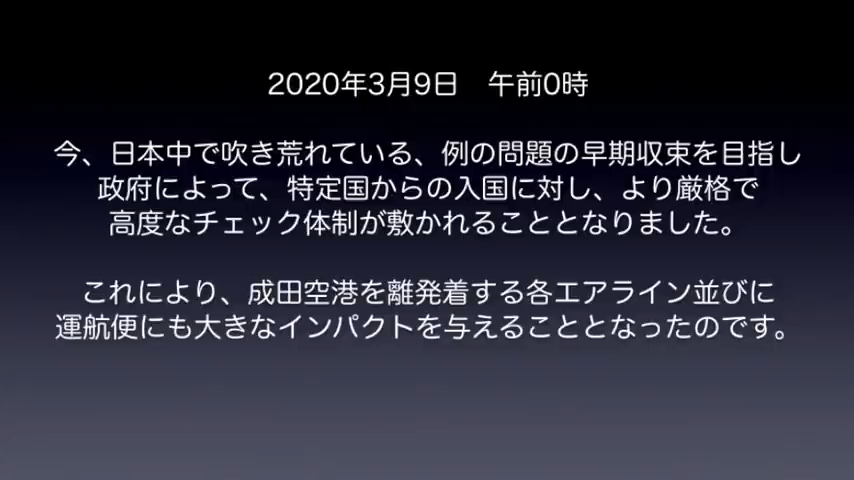 2020年3月9日　午前0時
今、日本中で吹き荒れている、例の問題の早期収束を目指し
政府によって、特定国からの入国に対し、より厳格で
高度なチェック体制が敷かれることとなりました。
これにより、成田空港を離発着する各エアライン並びに
運航便にも大きなインパクトを与えることとなったのです。